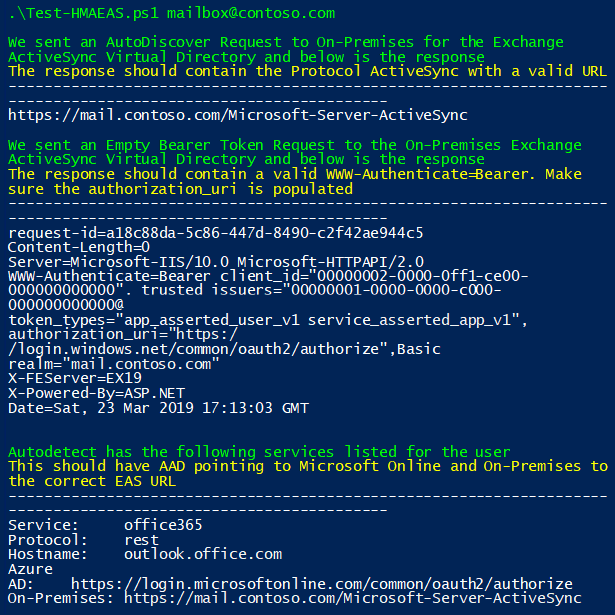 .\Test-HMAEAS.ps1 mailbox@contoso.com
We sent an AutoDiscover Request to On-Premises for the Exchange
ActiveSync Virtual Directory and below is the response
The response should contain the Protocol ActiveSync with a valid URL
--------------------------------------------------------------------
------------------------------------------
https://mail.contoso.com/Microsoft-Server-ActiveSync
We sent an Empty Bearer Token Request to the On-Premises Exchange
ActiveSync Virtual Directory and below is the response
The response should contain a valid WWW-Authenticate=Bearer. Make
sure the authorization_uri is populated
--------------------------------------------------------------------
------------------------------------------
request-id=a18c88da-5c86-447d-8490-c2f42ae944c5
Content-Length=0
Server=Microsoft-IIS/10.0 Microsoft-HTTPAPI/2.0
WWW-Authenticate=Bearer client_id="00000002-0000-0ff1-ce00-
000000000000". trusted issuers="00000001-0000-0000-c000-
000000000000@
token_types="app_asserted_user_v1 service_asserted_app_v1",
authorization_uri="https:/
/login.windows.net/common/oauth2/authorize",Basic
realm="mail.contoso.com"
X-FEServer=EX19
X-Powered-By=ASP.NET
Date=Sat, 23 Mar 2019 17:13:03 GMT
Autodetect has the following services listed for the user
This should have AAD pointing to Microsoft Online and On-Premises to
the correct EAS URL
--------------------------------------------------------------------
------------------------------------------
Service: office365
Protocol: rest
Hostname: outlook.office.com
Azure
AD: https://login.microsoftonline.com/common/oauth2/authorize
On-Premises: https://mail.contoso.com/Microsoft-Server-ActiveSync